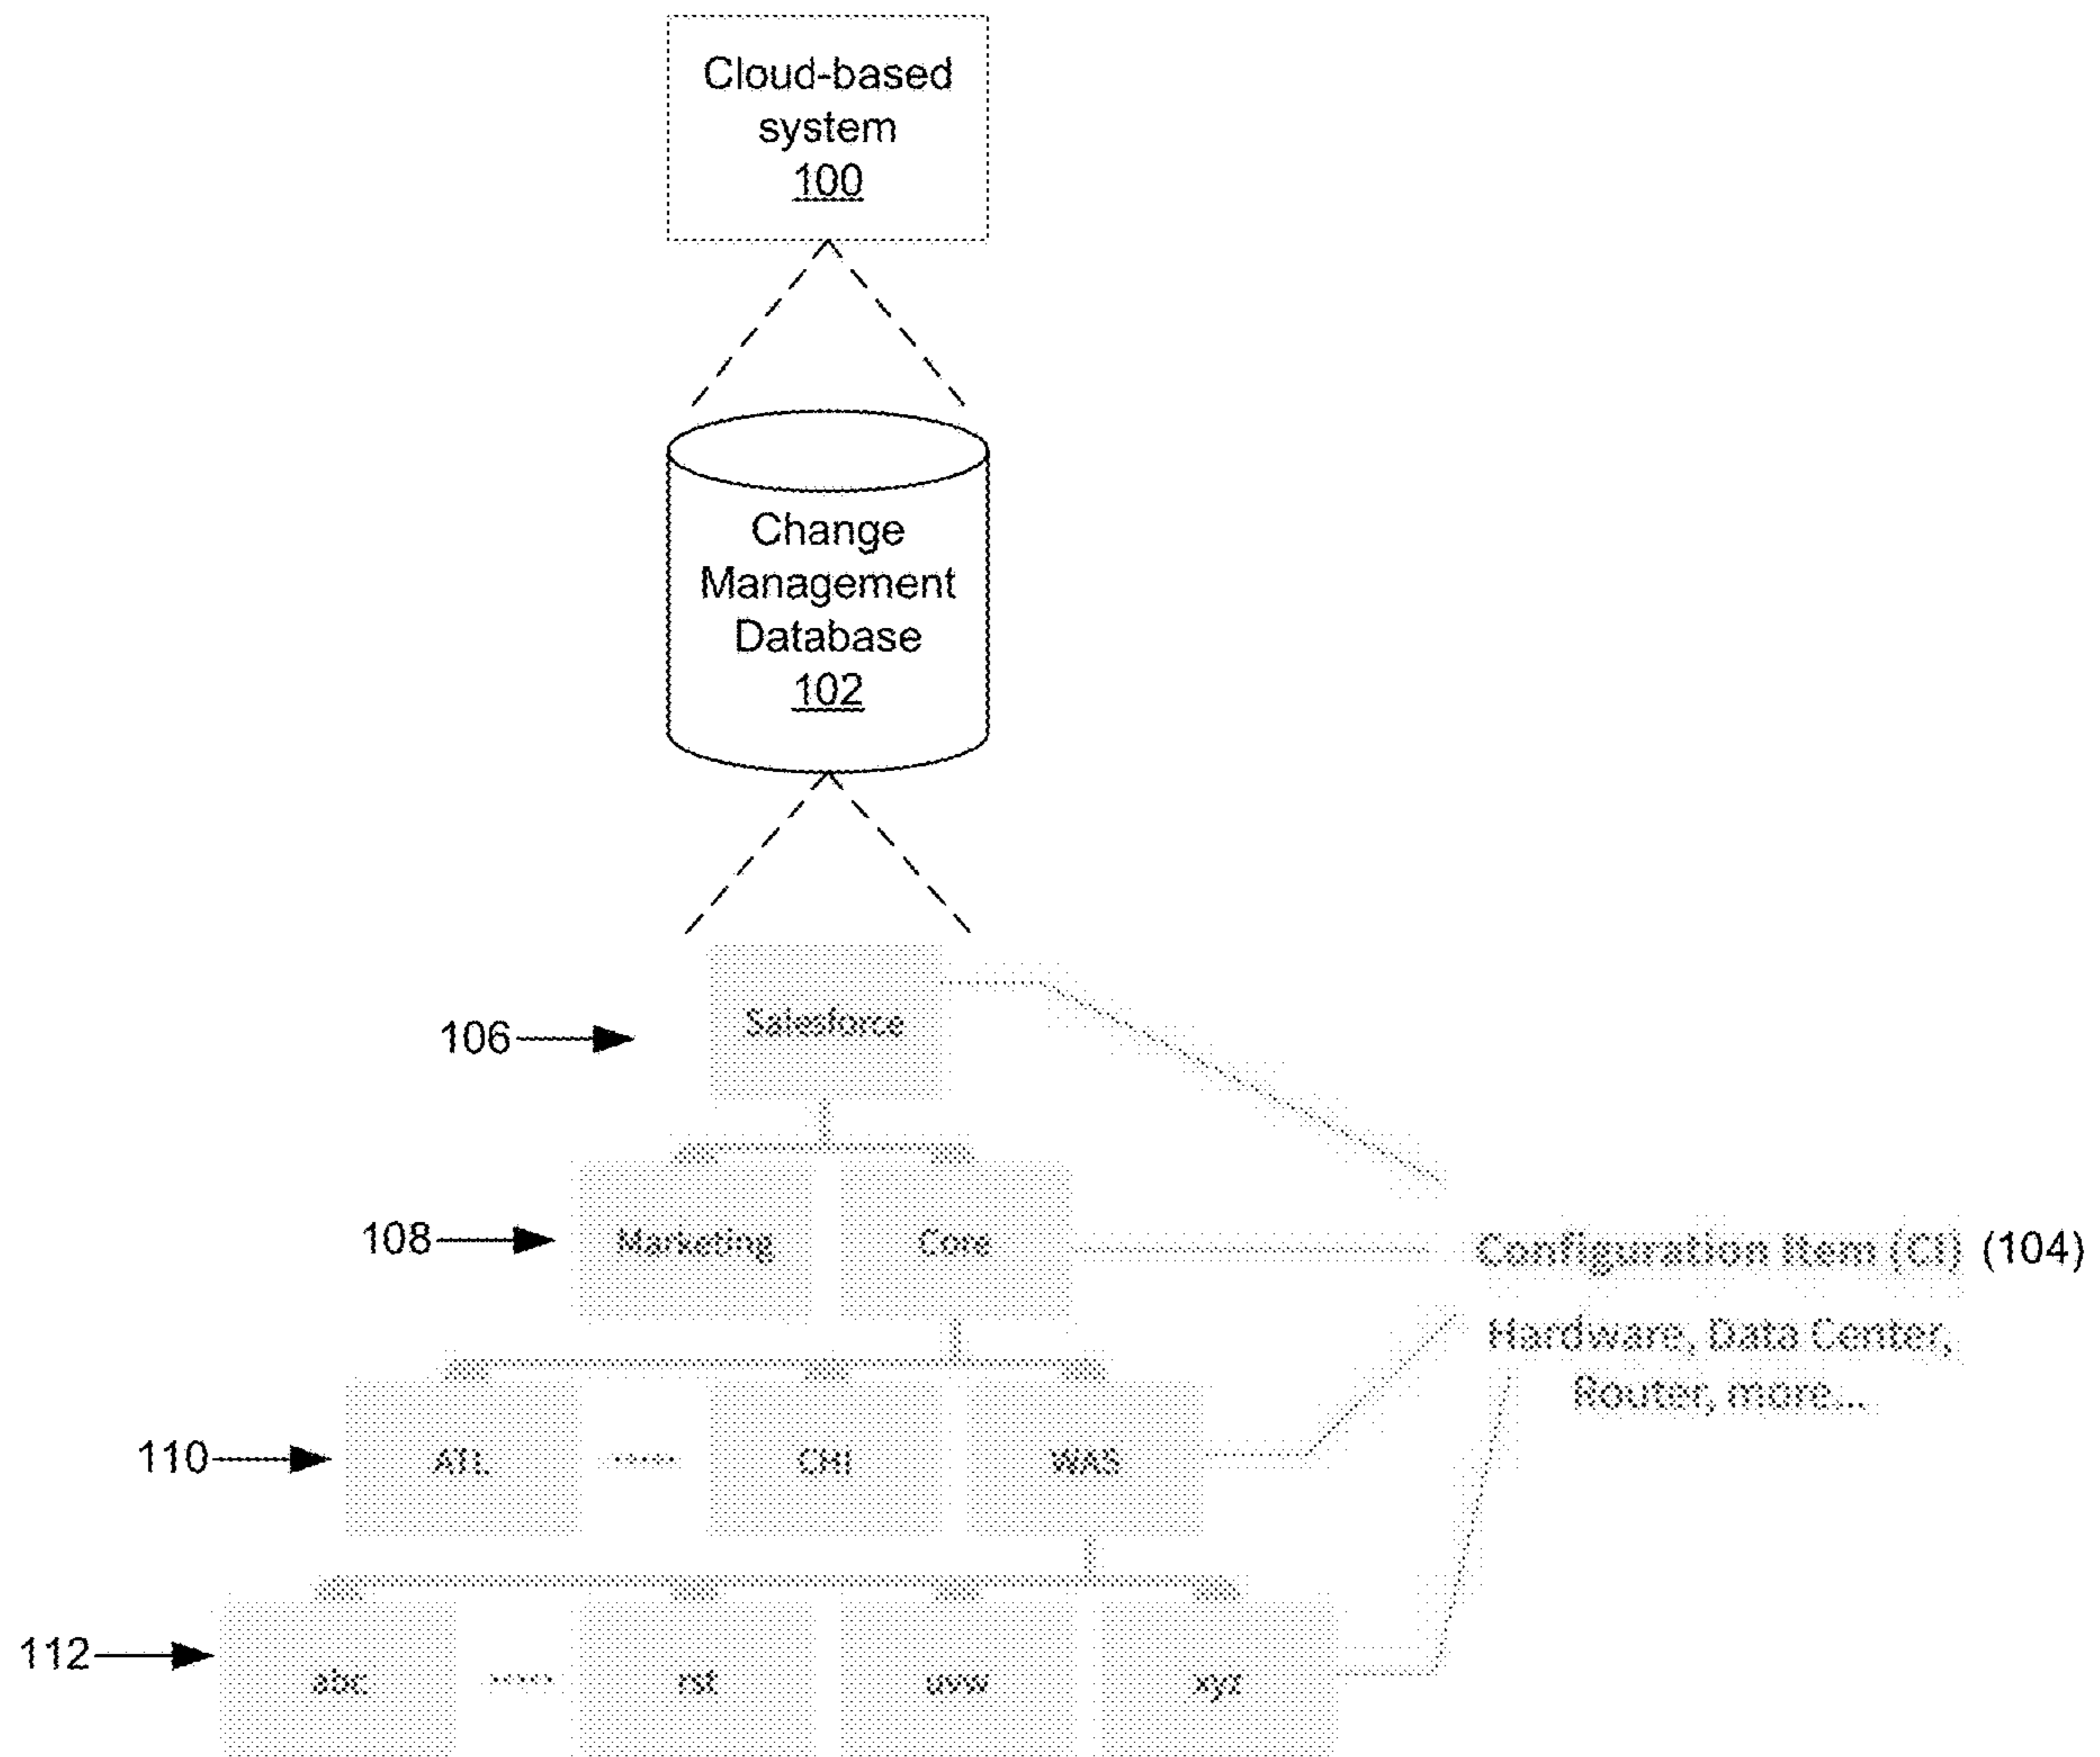 Cloud-based
system
100
Change
Management
Database
102
Salesforce
106
Marketing
Core
108
Configuration Item (CI) (104)
Hardware, Data Center,
Router, more...
110
ATL ..... CHI WAS
112
abc ..... rst uvw xyz